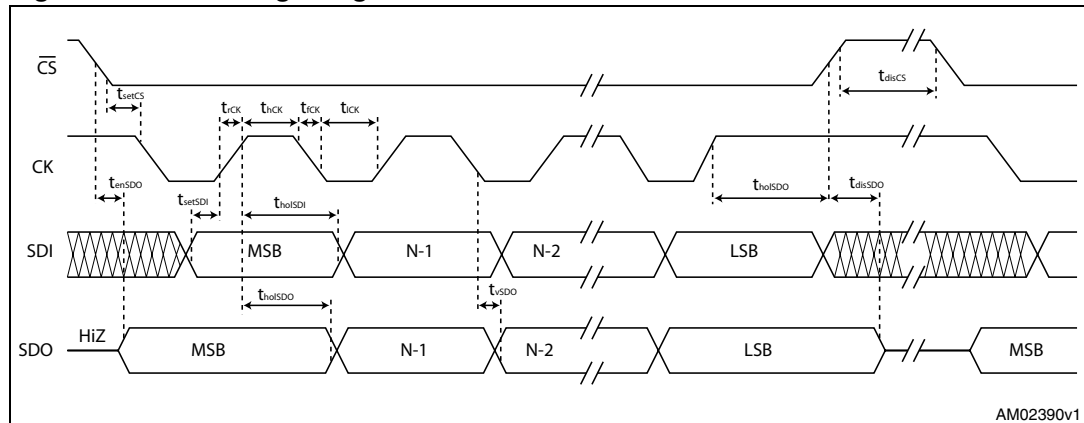 CS
tdisCS
tsetCS
trCK
thCK
tfCK
tlCK
CK
tenSDO
tsetSDI
tholSDI
tholSDO
tdisSDO
SDI
MSB
N-1
N-2
LSB
tholSDO
tvSDO
HiZ
SDO
MSB
N-1
N-2
LSB
MSB
AM02390v1